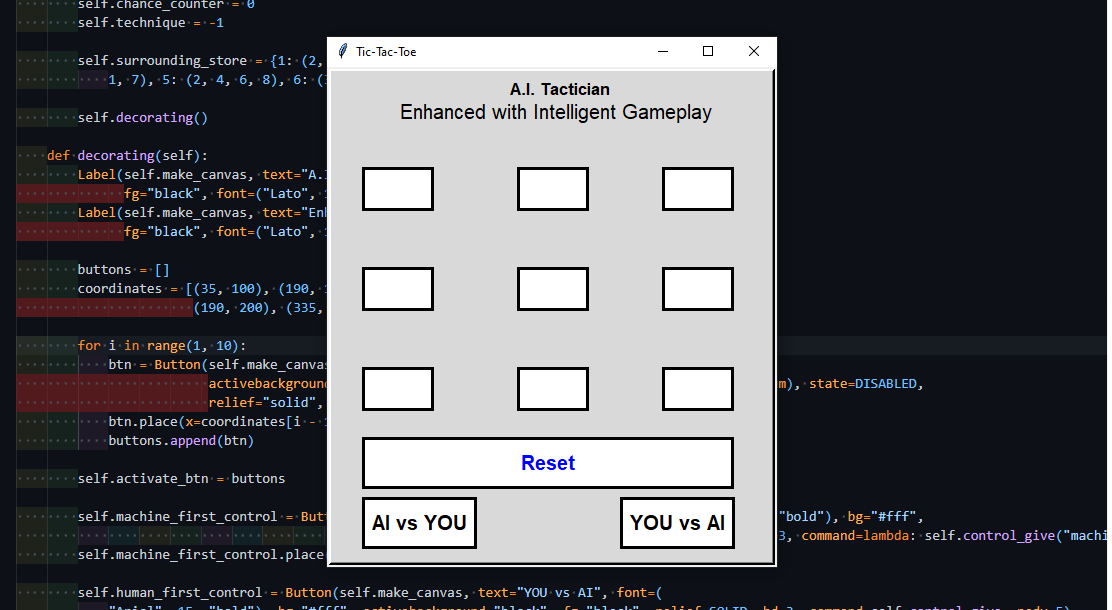 self.chance_counter = 0
self.technique = -1
self.surrounding_store = {1: (2,
1, 7), 5: (2, 4, 6, 8), 6: (
self.decorating()
def decorating(self):
Label(self.make_canvas, text="A.
fg="black", font=("Lato",
Label(self.make_canvas, text="En
fg="black", font=("Lato",
buttons = []
coordinates = [(35, 100), (190,
(190, 200), (335,
for i in range(1, 10):
btn = Button(self.make_canvas
activebackground
m), state=DISABLED,
relief="solid",
btn.place(x=coordinates[i -
buttons.append(btn)
self.activate_btn = buttons
self.machine_first_control = But
"bold"), bg="#fff",
3, command=lambda: self.control_give("machi
self.machine_first_control.place
self.human_first_control = Button(self.make_canvas, text="YOU vs AI", font=(
Tic-Tac-Toe
A.I. Tactician
Enhanced with Intelligent Gameplay
Reset
AI vs YOU
YOU vs AI